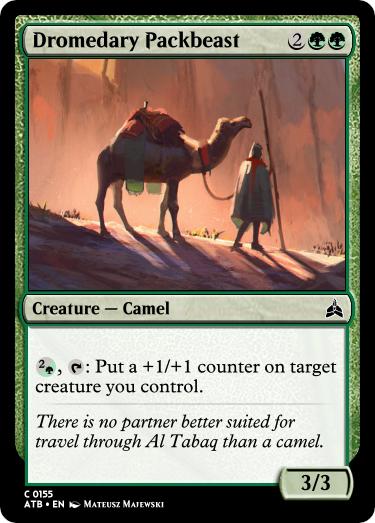 Dromedary Packbeast 2
2, : Put a +1/+1 counter on target
creature you control.
Creature — Camel
There is no partner better suited for
travel through Al Tabaq than a camel.
3/3
C 0155
ATB • EN Mateusz Majewski